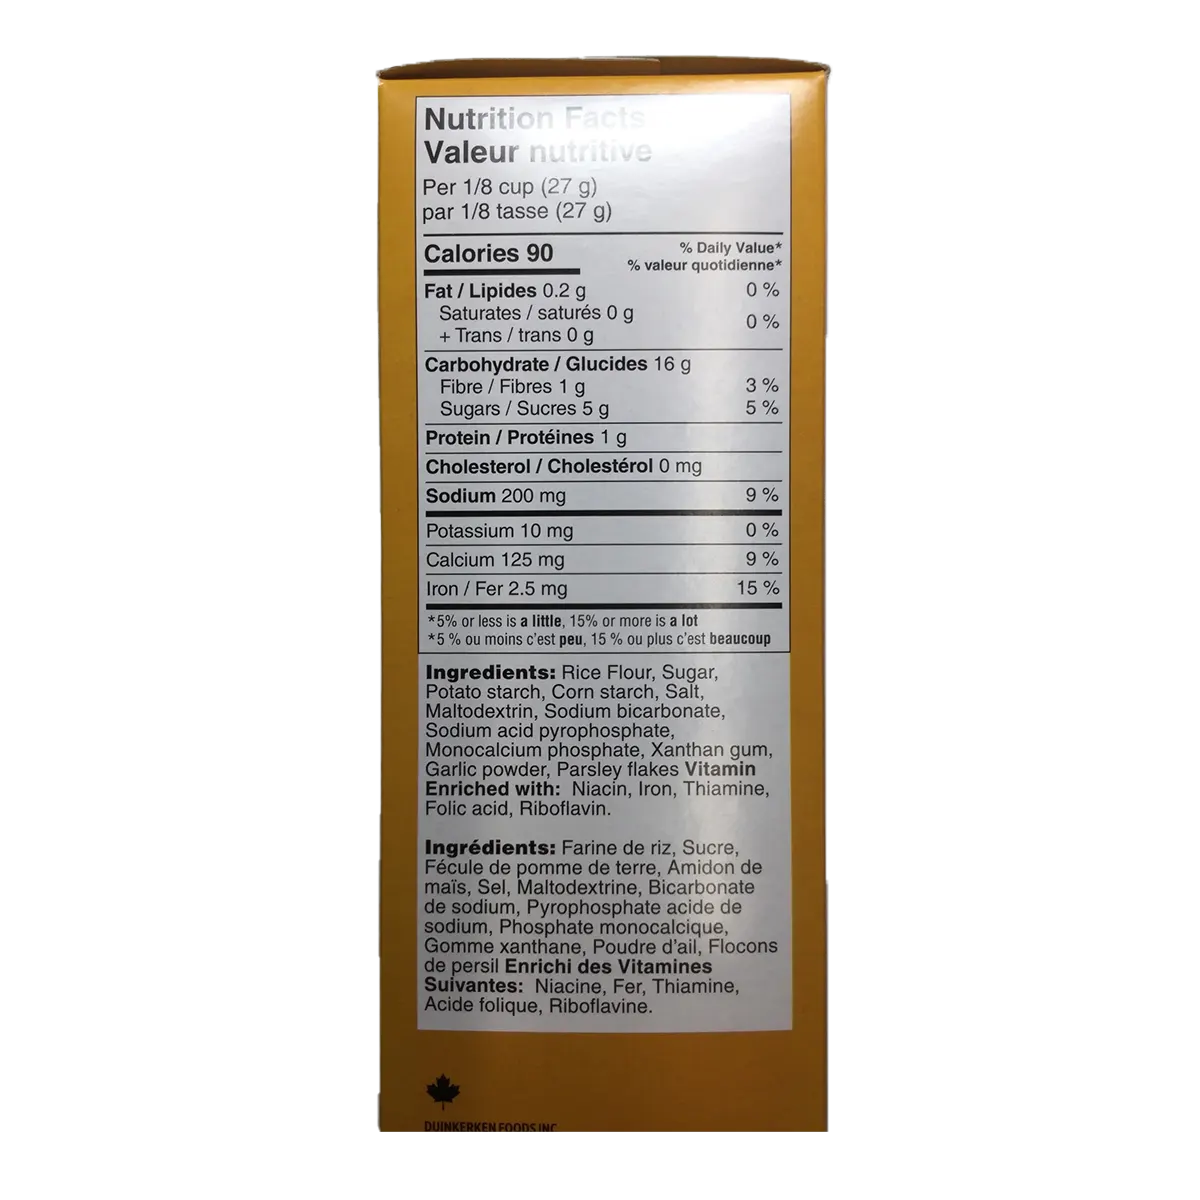 Nutrition Facts
Valeur nutritive
Per 1/8 cup (27 g)
par 1/8 tasse (27 g)
Calories 90
% Daily Value*
% valeur quotidienne*
Fat / Lipides 0.2 g 0 %
Saturates / saturés 0 g
+ Trans / trans 0 g 0 %
Carbohydrate / Glucides 16 g
Fibre / Fibres 1 g 3 %
Sugars / Sucres 5 g 5 %
Protein / Protéines 1 g
Cholesterol / Cholestérol 0 mg
Sodium 200 mg 9 %
Potassium 10 mg 0 %
Calcium 125 mg 9 %
Iron / Fer 2.5 mg 15 %
*5% or less is a little, 15% or more is a lot
*5 % ou moins c'est peu, 15 % ou plus c'est beaucoup
Ingredients: Rice Flour, Sugar,
Potato starch, Corn starch, Salt,
Maltodextrin, Sodium bicarbonate,
Sodium acid pyrophosphate,
Monocalcium phosphate, Xanthan gum,
Garlic powder, Parsley flakes Vitamin
Enriched with: Niacin, Iron, Thiamine,
Folic acid, Riboflavin.
Ingrédients: Farine de riz, Sucre,
Fécule de pomme de terre, Amidon de
maïs, Sel, Maltodextrine, Bicarbonate
de sodium, Pyrophosphate acide de
sodium, Phosphate monocalcique,
Gomme xanthane, Poudre d'ail, Flocons
de persil Enrichi des Vitamines
Suivantes: Niacine, Fer, Thiamine,
Acide folique, Riboflavine.
DUINKERKEN FOODS INC